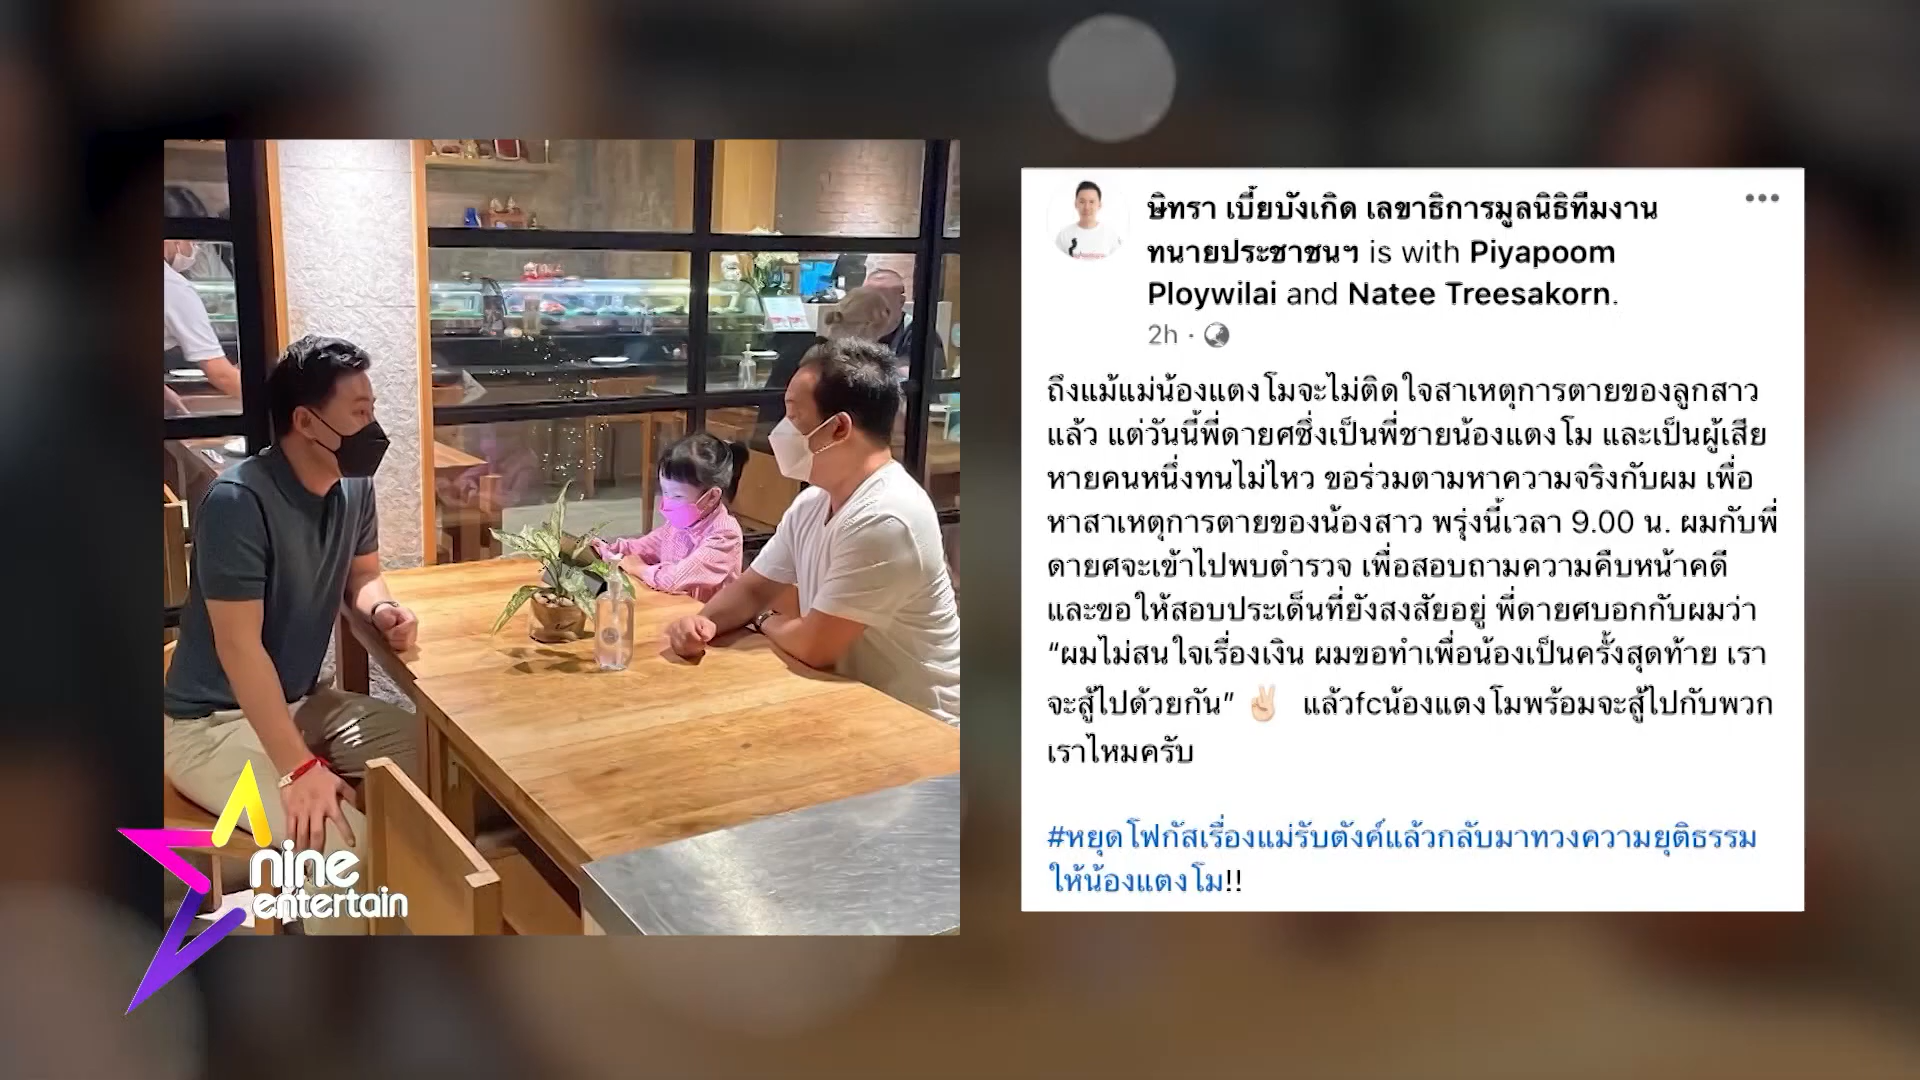 ษิทรา เบี้ยบังเกิด เลขาธิการมูลนิธิทีมงาน
ทนายประชาชนฯ is with Piyapoom
Ploywilai and Natee Treesakorn.
2h ·
ถึงแม้แม่น้องแตงโมจะไม่ติดใจสาเหตุการตายของลูกสาว
แล้ว แต่วันนี้พี่ดายศซึ่งเป็นพี่ชายน้องแตงโม และเป็นผู้เสีย
หายคนหนึ่งทนไม่ไหว ขอร่วมตามหาความจริงกับผม เพื่อ
หาสาเหตุการตายของน้องสาว พรุ่งนี้เวลา 9.00 น. ผมกับพี่
ดายศจะเข้าไปพบตำรวจ เพื่อสอบถามความคืบหน้าคดี
และขอให้สอบประเด็นที่ยังสงสัยอยู่ พี่ดายศบอกกับผมว่า
“ผมไม่สนใจเรื่องเงิน ผมขอทำเพื่อน้องเป็นครั้งสุดท้าย เรา
จะสู้ไปด้วยกัน” ✌🏻 แล้วfcน้องแตงโมพร้อมจะสู้ไปกับพวก
เราไหมครับ
#หยุดโฟกัสเรื่องแม่รับตังค์แล้วกลับมาทวงความยุติธรรม
ให้น้องแตงโม!!
nine
entertain